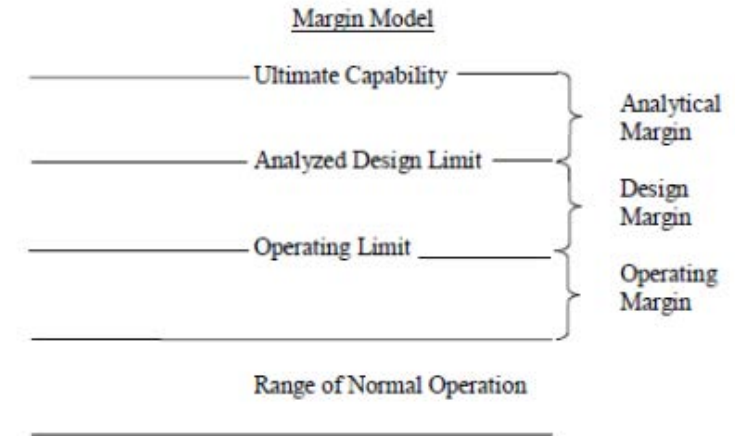 Margin Model
Ultimate Capability
Analytical
Margin
Analyzed Design Limit
Design
Margin
Operating Limit
Operating
Margin
Range of Normal Operation